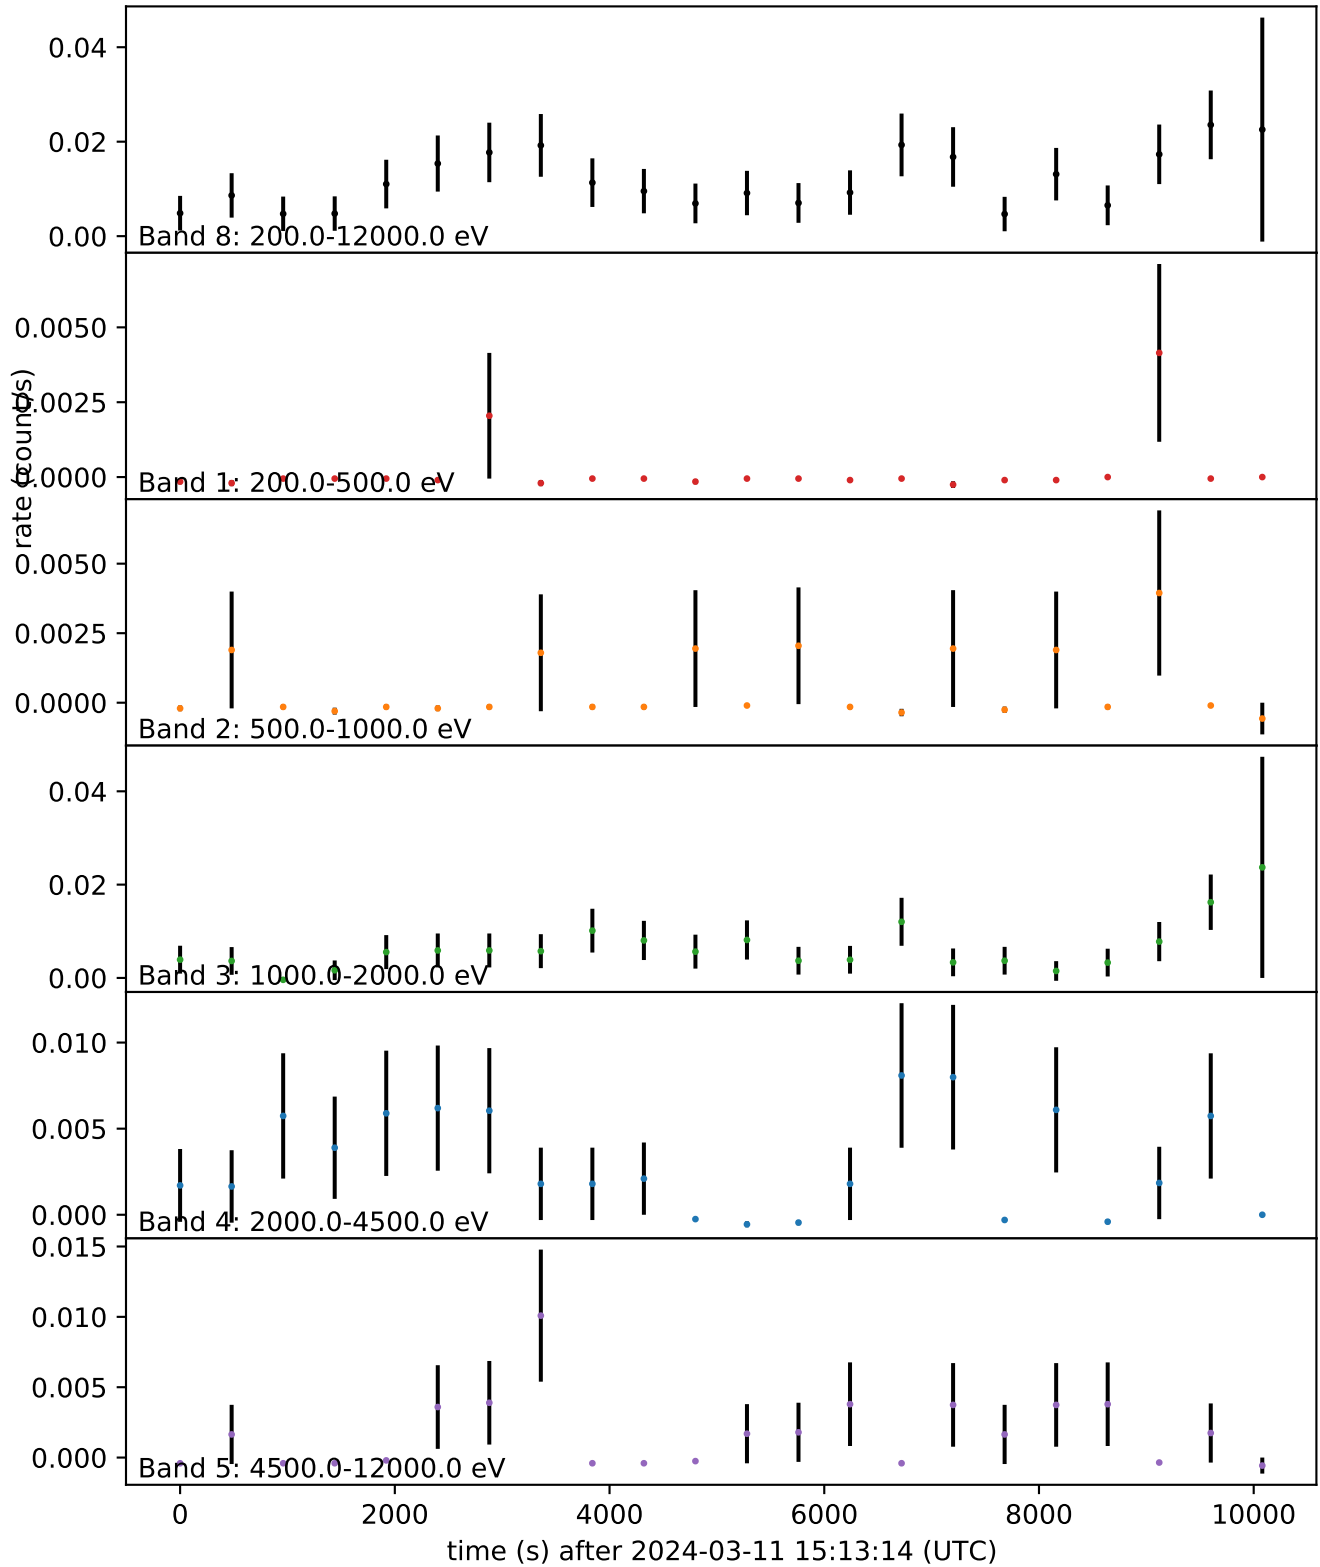 0.04
0.02
0.00
Band 8: 200.0-12000.0 eV
0.0050
0.0025
0.0000
Band 1: 200.0-500.0 eV
rate (count/s)
0.0050
0.0025
0.0000
Band 2: 500.0-1000.0 eV
0.04
0.02
0.00
Band 3: 1000.0-2000.0 eV
0.010
0.005
0.000
Band 4: 2000.0-4500.0 eV
0.015
0.010
0.005
0.000
Band 5: 4500.0-12000.0 eV
0 2000 4000 6000 8000 10000
time (s) after 2024-03-11 15:13:14 (UTC)